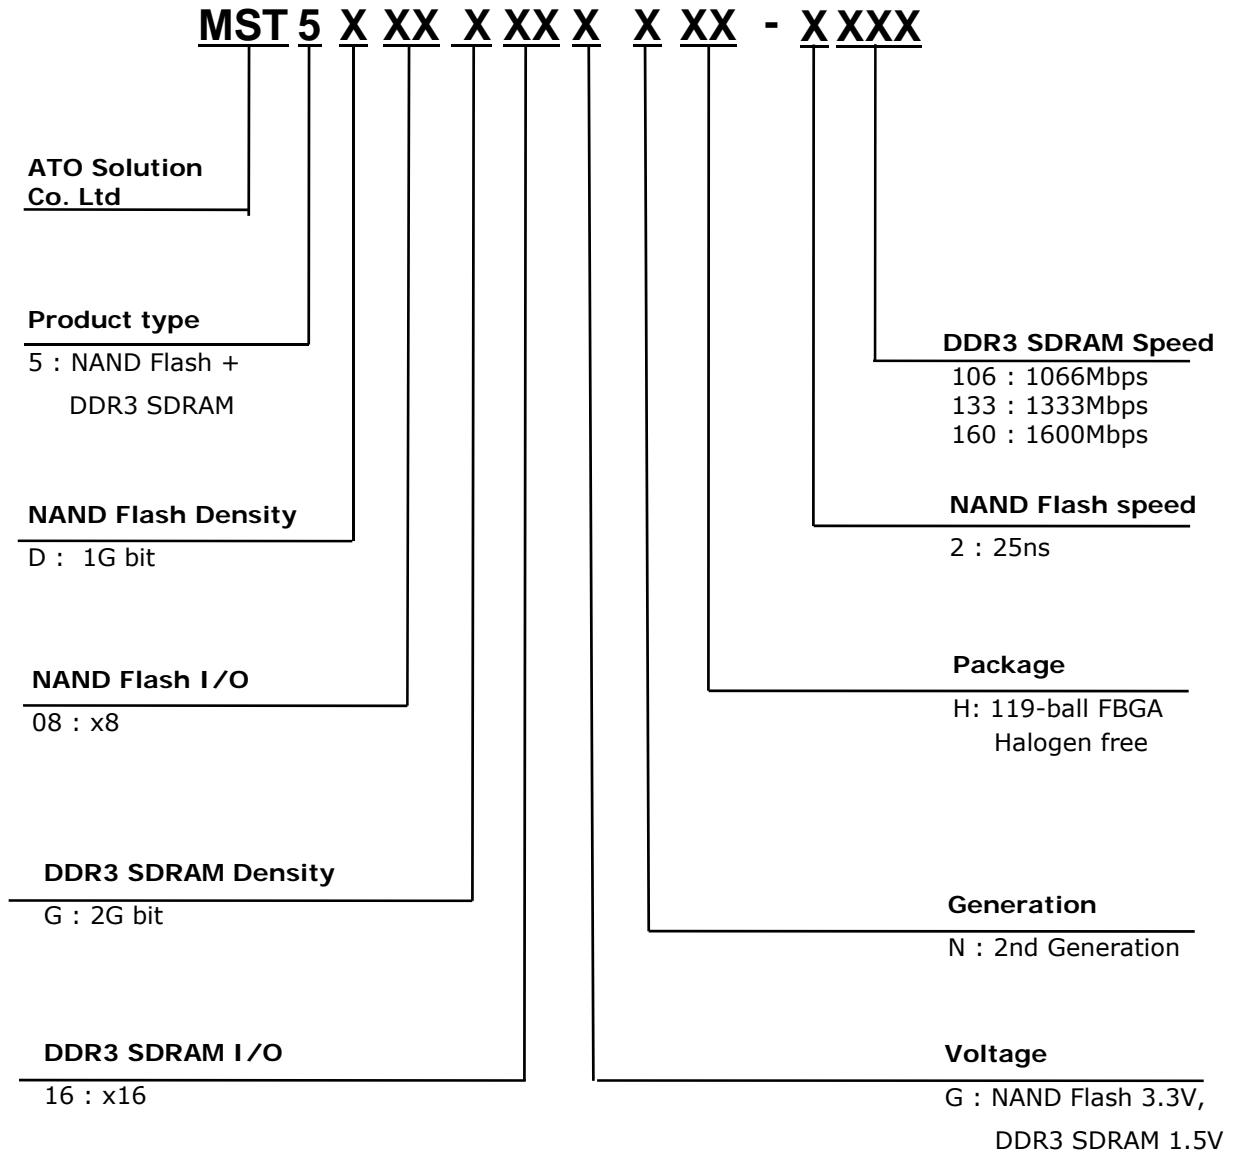 MST 5 X XX X XX X X XX - X XXX
ATO Solution
Co. Ltd
Product type
5 : NAND Flash +
DDR3 SDRAM
NAND Flash Density
D : 1G bit
NAND Flash I/O
08 : x8
DDR3 SDRAM Density
G : 2G bit
DDR3 SDRAM I/O
16 : x16
DDR3 SDRAM Speed
106 : 1066Mbps
133 : 1333Mbps
160 : 1600Mbps
NAND Flash speed
2 : 25ns
Package
H: 119-ball FBGA
Halogen free
Generation
N : 2nd Generation
Voltage
G : NAND Flash 3.3V,
DDR3 SDRAM 1.5V